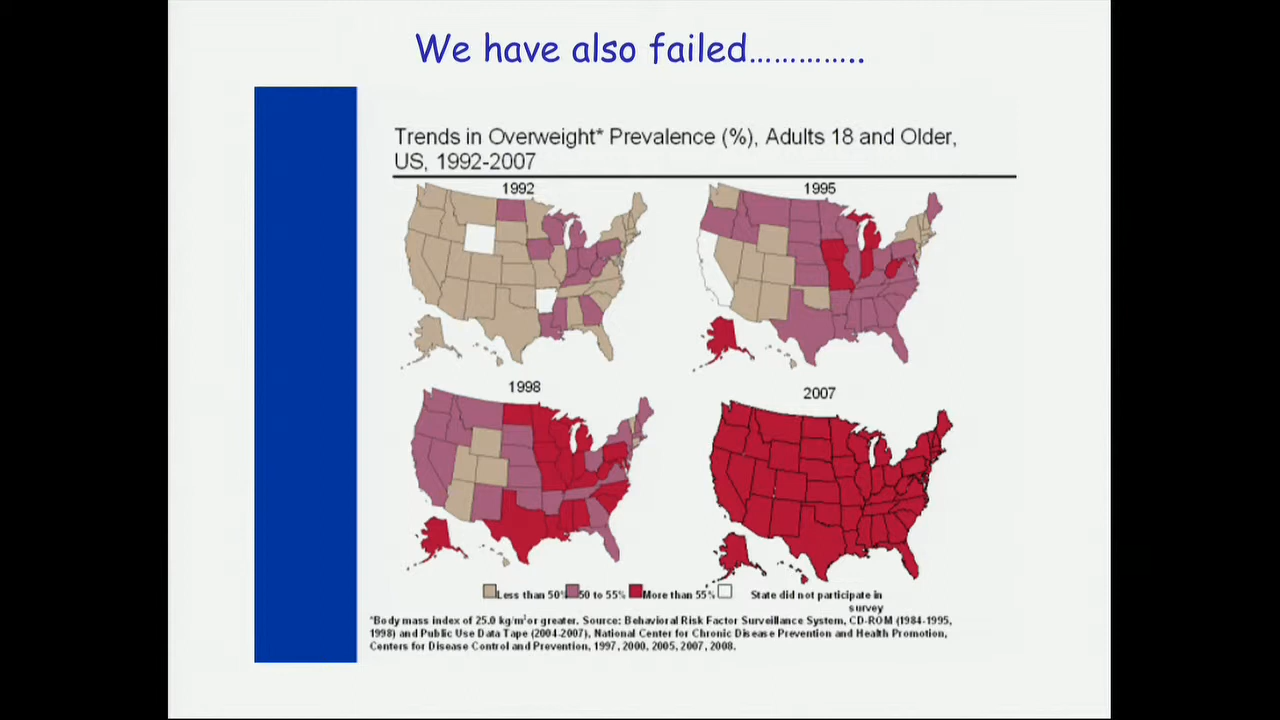 We have also failed…………..
Trends in Overweight* Prevalence (%), Adults 18 and Older,
US, 1992-2007
1992
1995
1998
2007
Less than 50%
50 to 55%
More than 55%
State did not participate in
survey
*Body mass index of 25.0 kg/m²or greater. Source: Behavioral Risk Factor Surveillance System, CD-ROM (1984-1995,
1998) and Public Use Data Tape (2004-2007), National Center for Chronic Disease Prevention and Health Promotion,
Centers for Disease Control and Prevention, 1997, 2000, 2005, 2007, 2008.